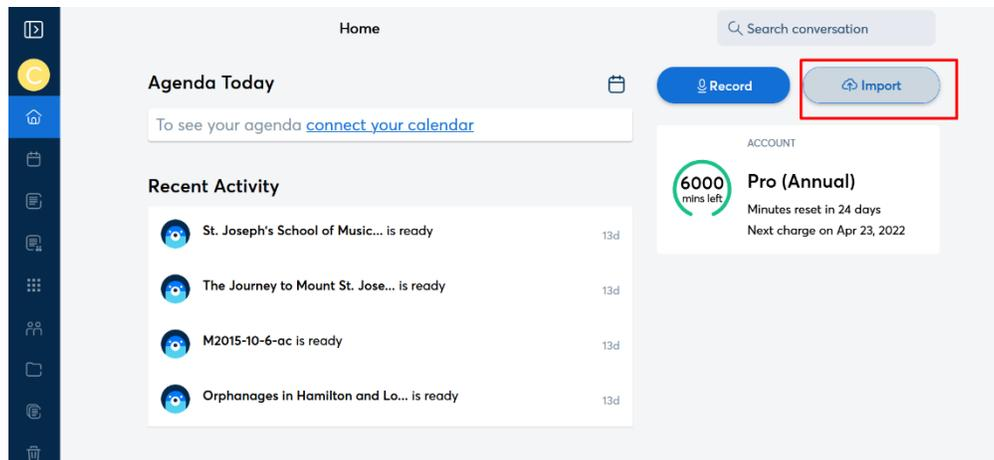 Home
Search conversation
C
Agenda Today
Record
Import
To see your agenda connect your calendar
ACCOUNT
6000
mins left
Pro (Annual)
Minutes reset in 24 days
Next charge on Apr 23, 2022
Recent Activity
St. Joseph's School of Music... is ready
13d
The Journey to Mount St. Jose... is ready
13d
M2015-10-6-ac is ready
13d
Orphanages in Hamilton and Lo... is ready
13d